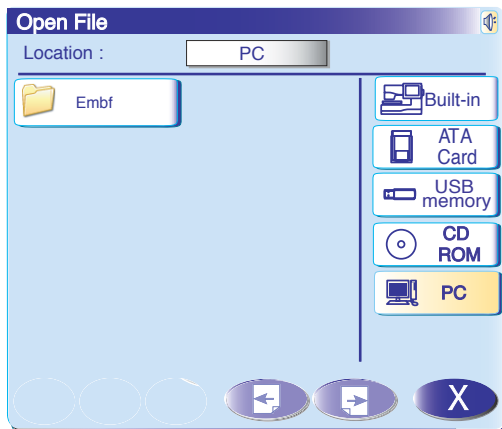 Open File
Location :
PC
Embf
Built-in
ATA
Card
USB
memory
CD
ROM
PC
X